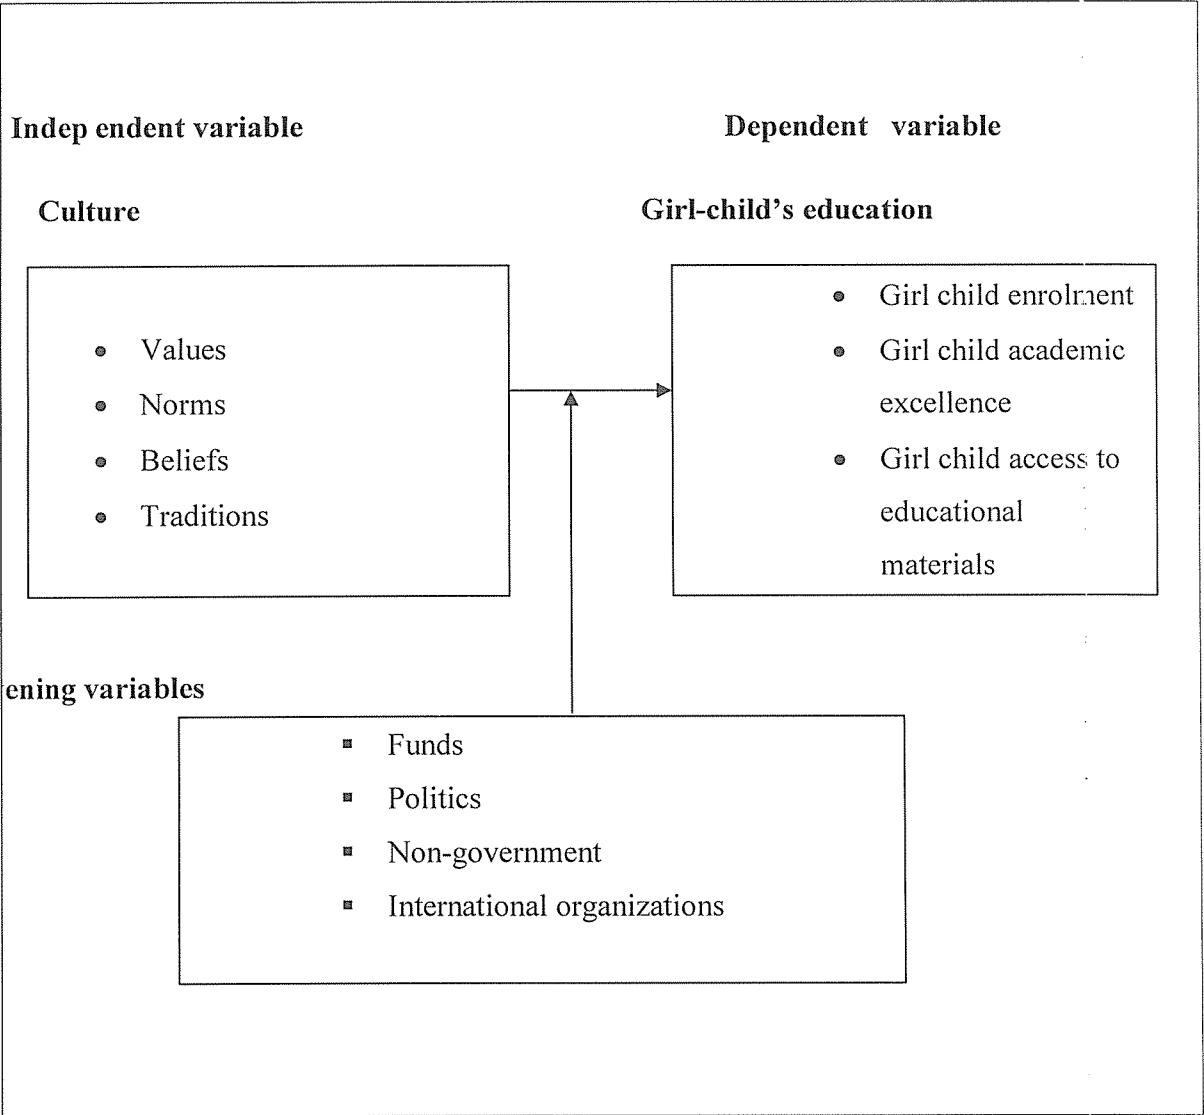 Indep endent variable
Dependent variable
Culture
Girl-child's education
• Values
• Norms
• Beliefs
• Traditions
• Girl child enrolment
• Girl child academic
excellence
• Girl child access to
educational
materials
ening variables
▪ Funds
▪ Politics
▪ Non-government
▪ International organizations